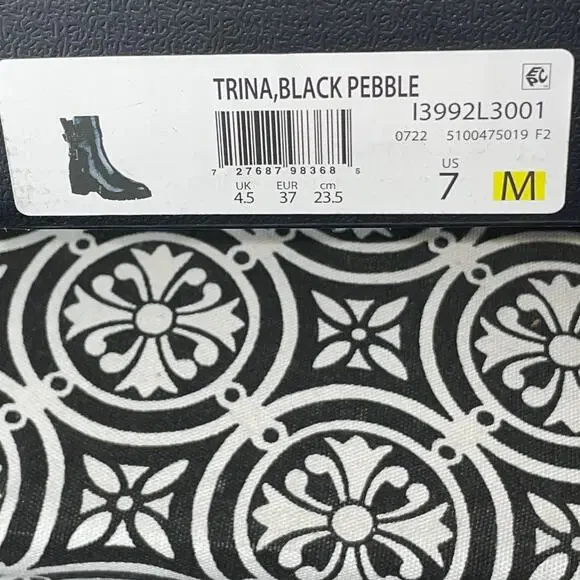 TRINA,BLACK PEBBLE
I3992L3001
0722 5100475019 F2
7 27687 98368 5
UK EUR cm US
4.5 37 23.5 7 M